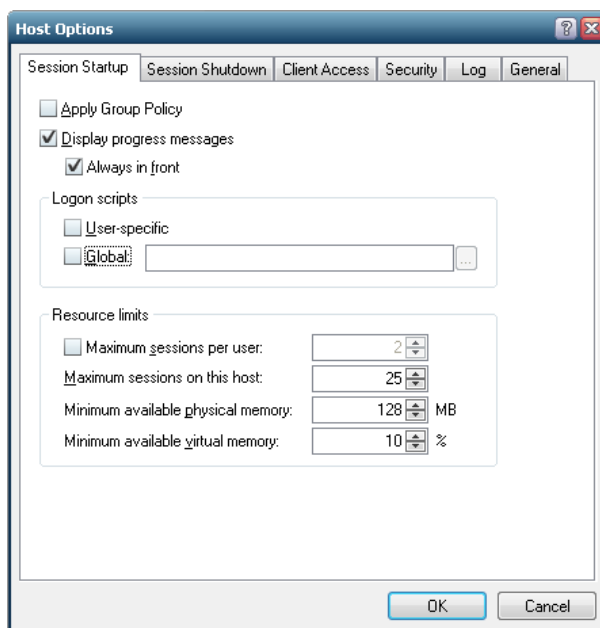 Host Options
Session Startup Session Shutdown Client Access Security Log General
Apply Group Policy
Display progress messages
Always in front
Logon scripts
User-specific
Global:
...
Resource limits
Maximum sessions per user: 2
Maximum sessions on this host: 25
Minimum available physical memory: 128 MB
Minimum available virtual memory: 10 %
OK Cancel